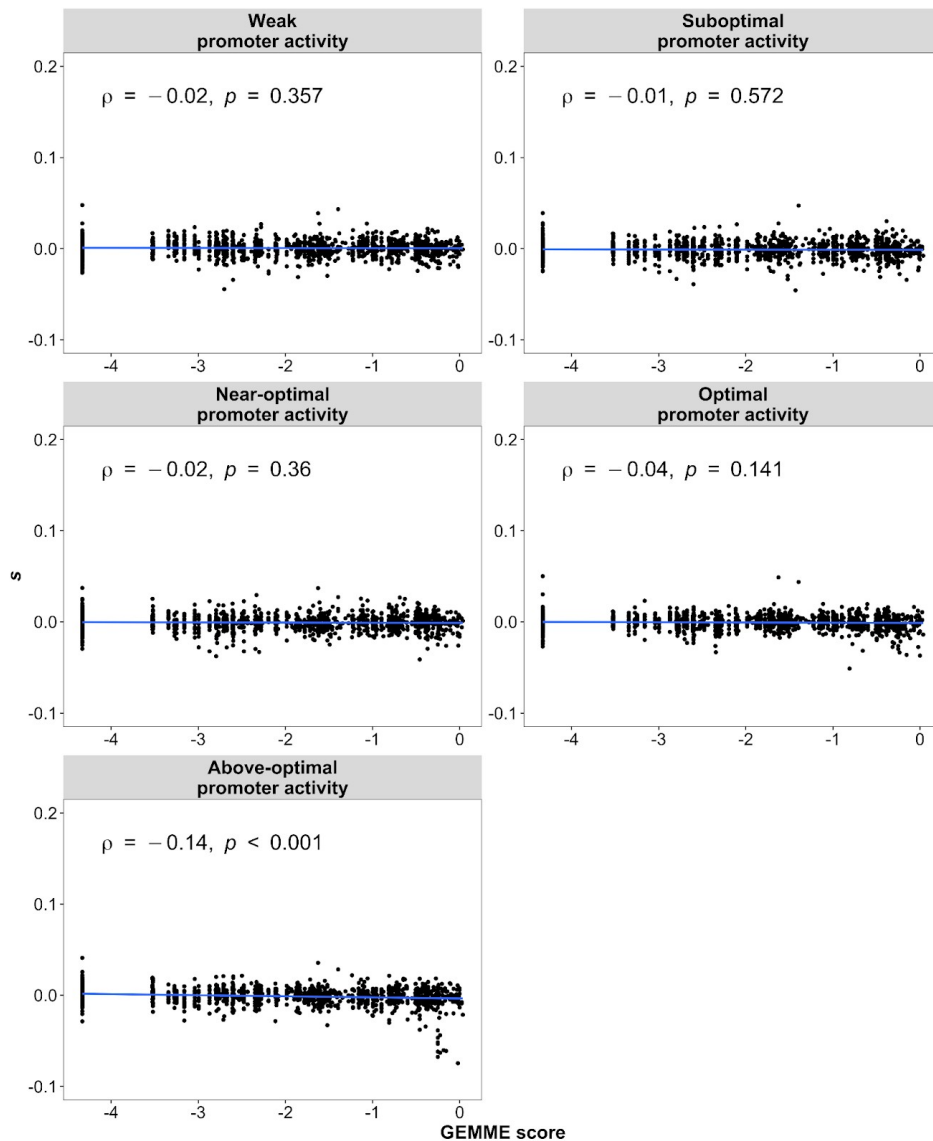 Weak
promoter activity
Suboptimal
promoter activity
0.2
0.1
0.0
-0.1
ρ = −0.02, p = 0.357
-4 -3 -2 -1 0
0.2
0.1
0.0
-0.1
ρ = −0.01, p = 0.572
-4 -3 -2 -1 0
Near-optimal
promoter activity
Optimal
promoter activity
0.2
0.1
0.0
-0.1
ρ = −0.02, p = 0.36
-4 -3 -2 -1 0
0.2
0.1
0.0
-0.1
ρ = −0.04, p = 0.141
-4 -3 -2 -1 0
s
Above-optimal
promoter activity
0.2
0.1
0.0
-0.1
ρ = −0.14, p < 0.001
-4 -3 -2 -1 0
GEMME score